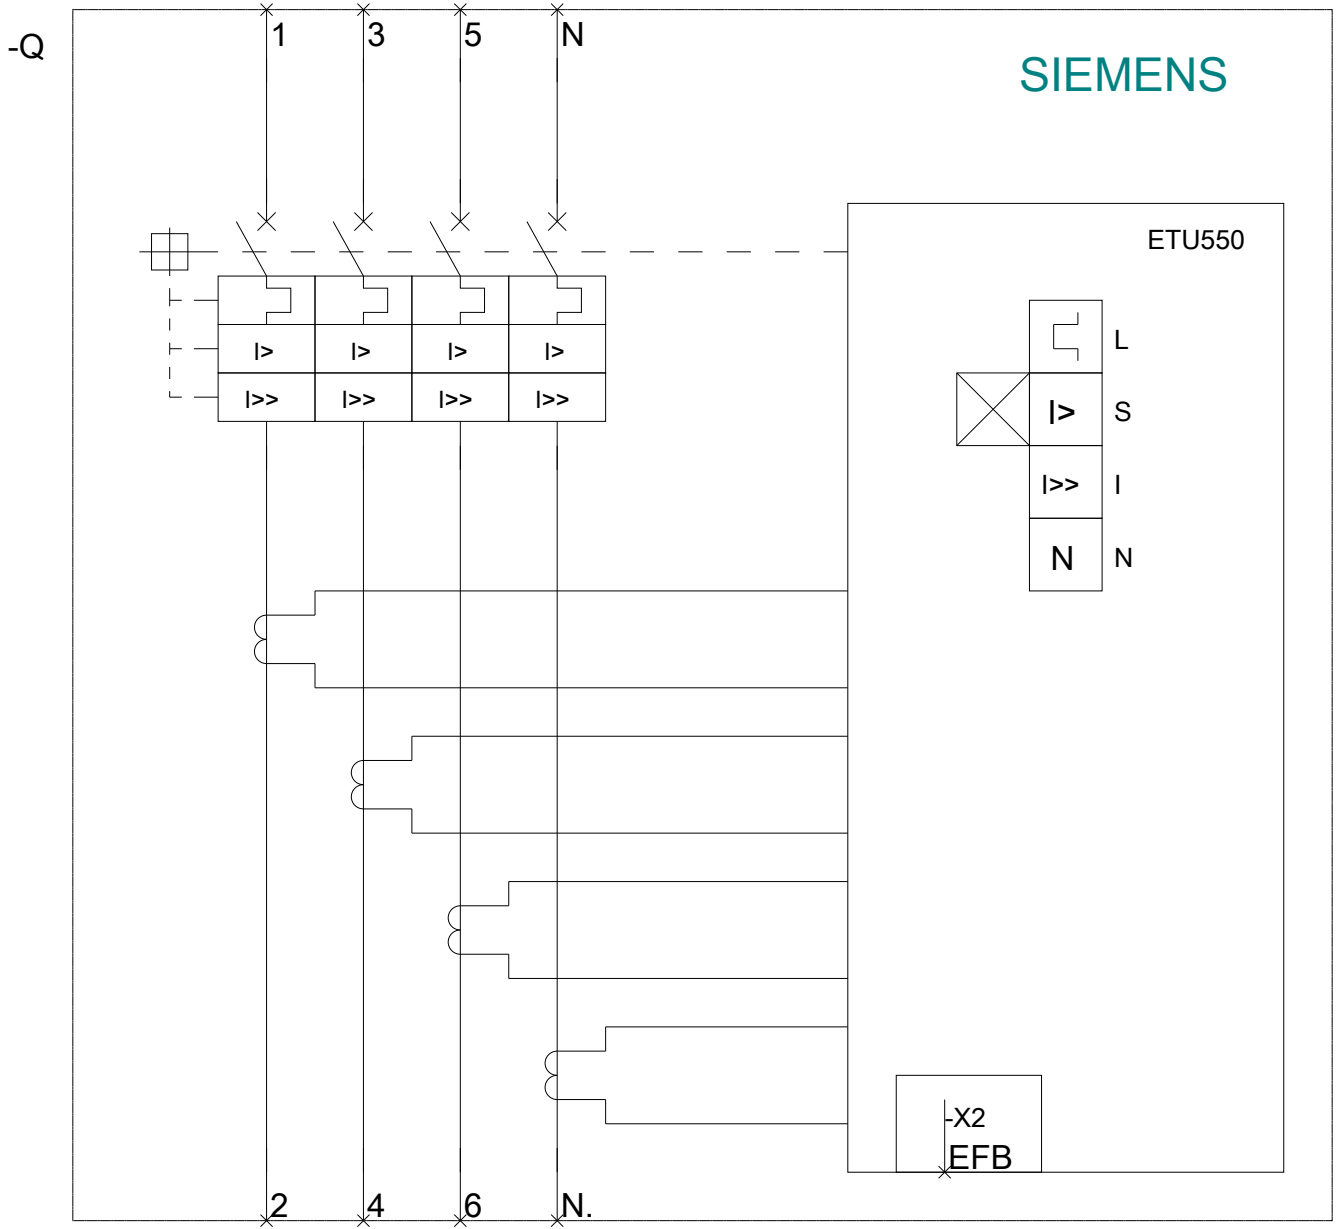 1 3 5 N
-Q
SIEMENS
ETU550
L
I> I> I> I>
I>> I>> I>> I>>
I> S
I>> I
N N
-X2
EFB
2 4 6 N.